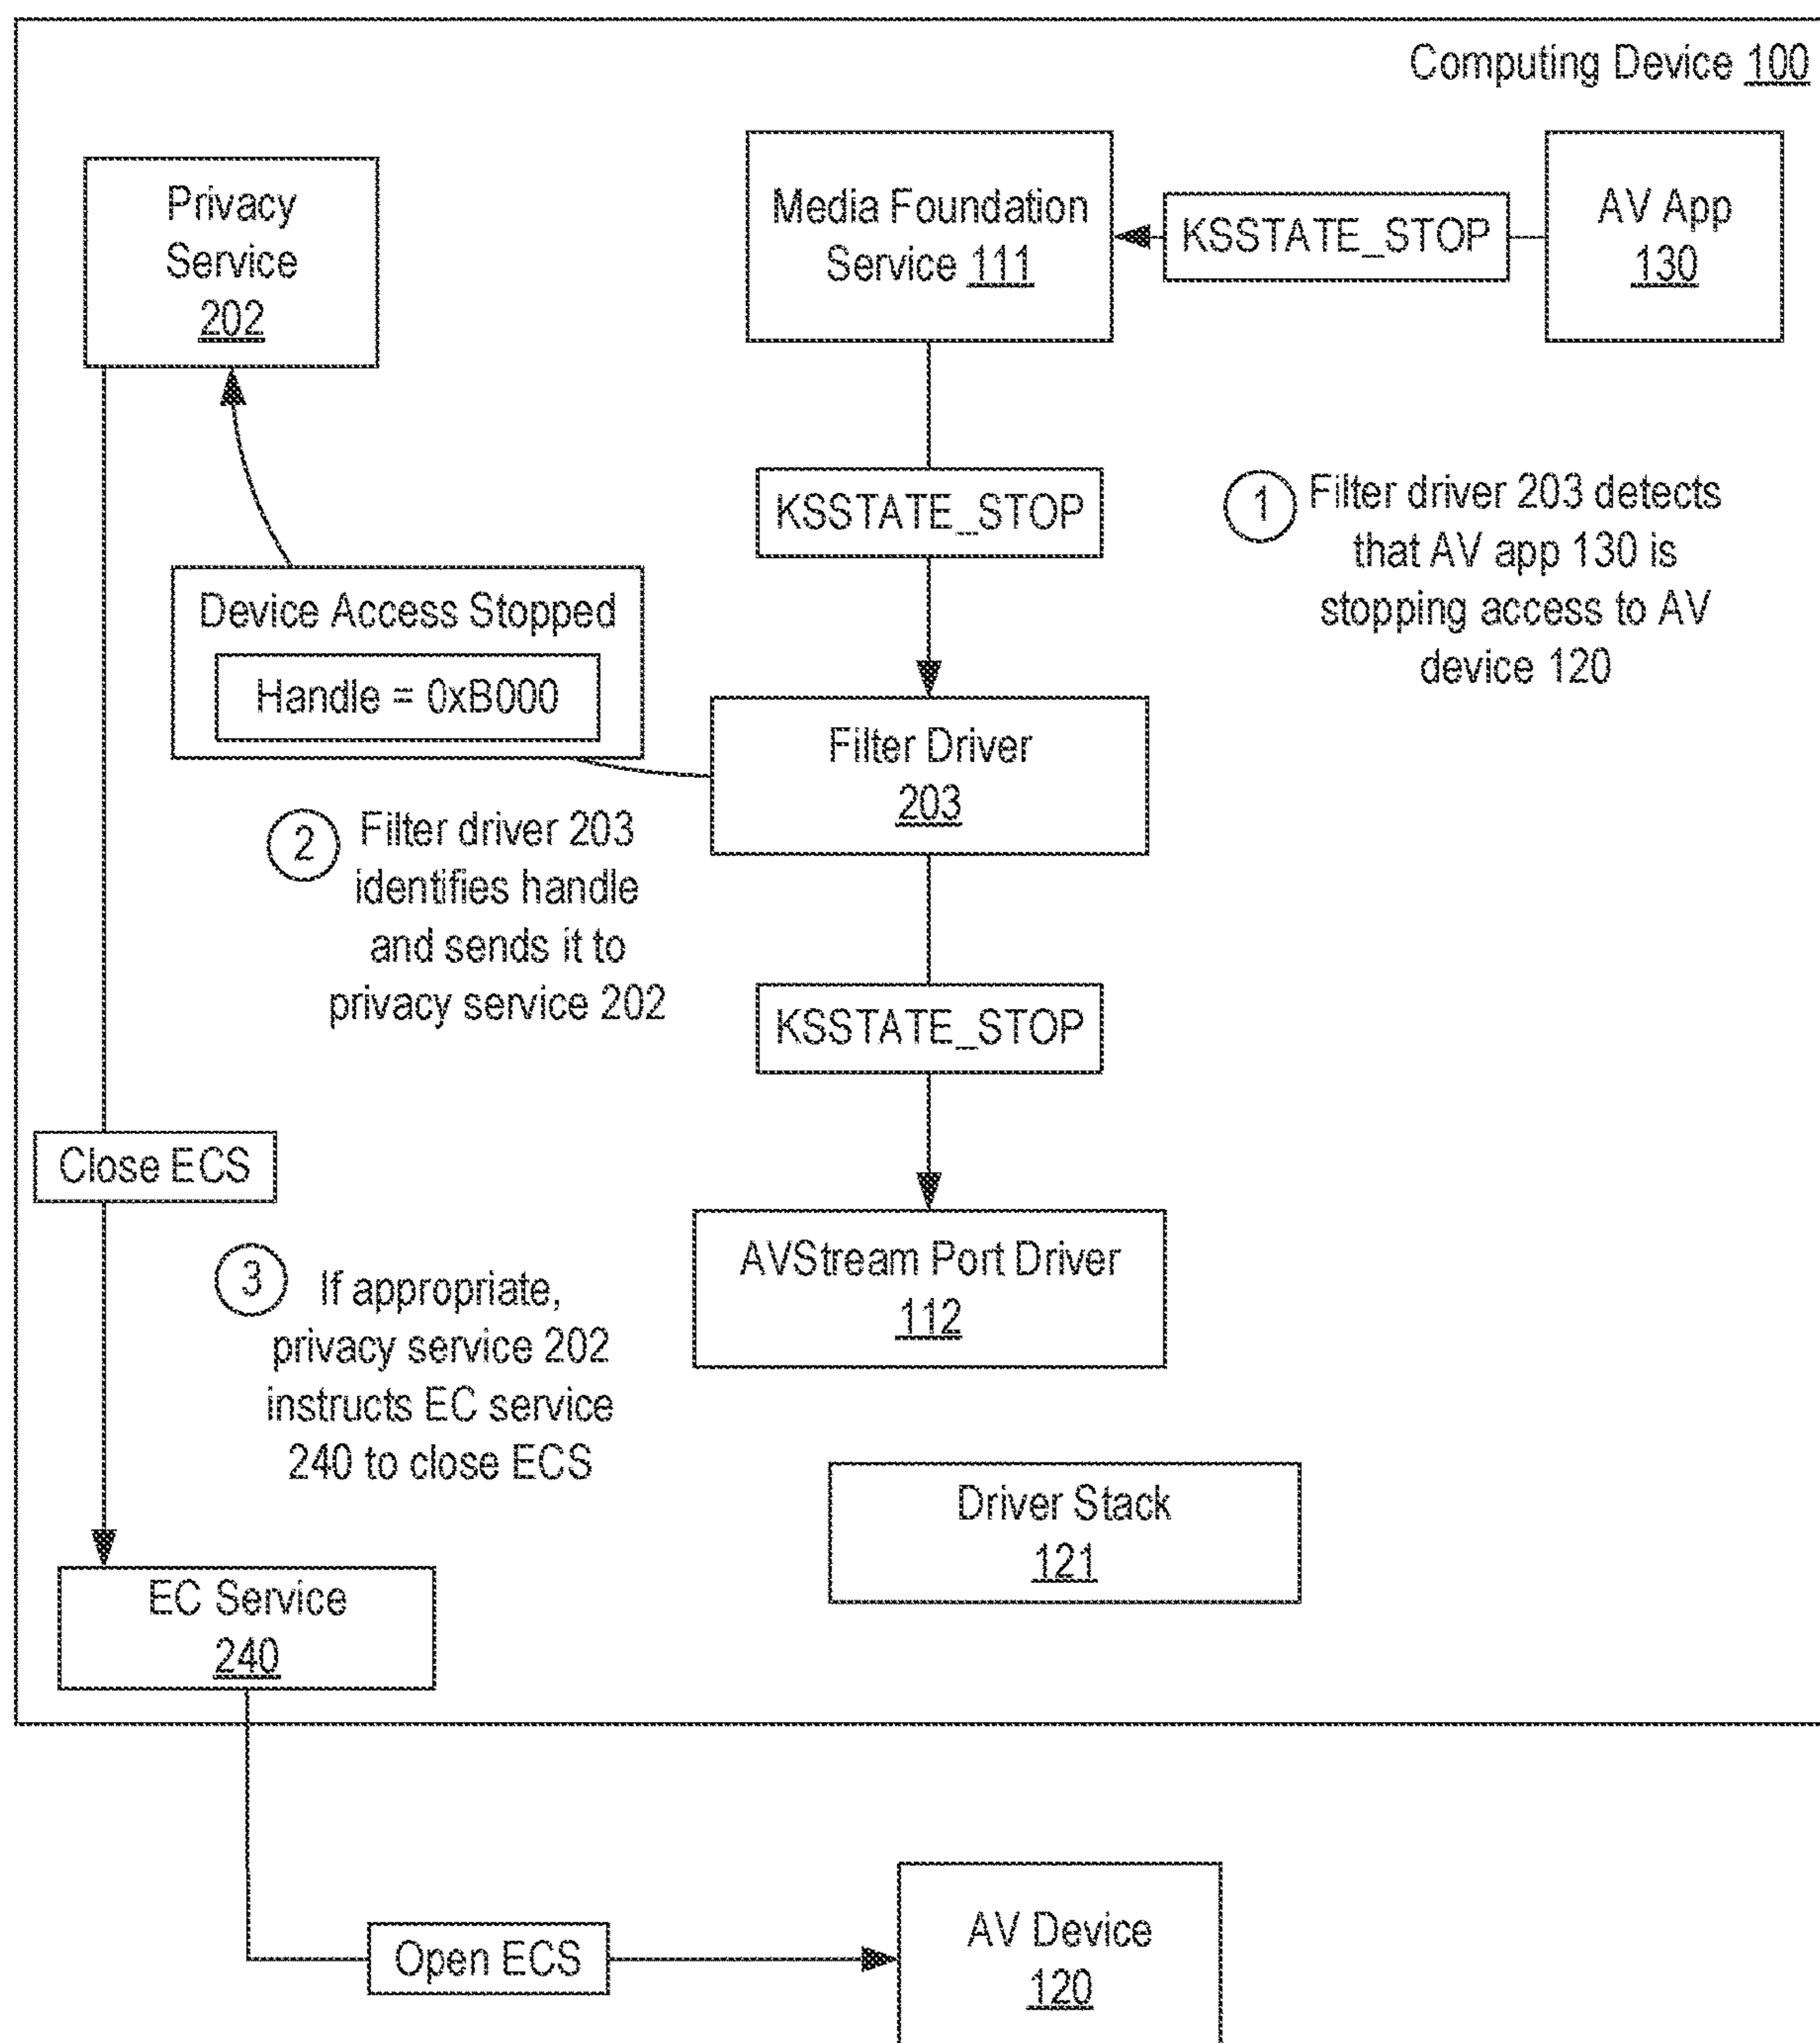 Computing Device 100
Privacy
Service
202
Media Foundation
Service 111
KSSTATE_STOP
AV App
130
KSSTATE_STOP
1
Filter driver 203 detects
that AV app 130 is
stopping access to AV
device 120
Device Access Stopped
Handle = 0xB000
Filter Driver
203
2
Filter driver 203
identifies handle
and sends it to
privacy service 202
KSSTATE_STOP
Close ECS
AVStream Port Driver
112
3
If appropriate,
privacy service 202
instructs EC service
240 to close ECS
Driver Stack
121
EC Service
240
Open ECS
AV Device
120